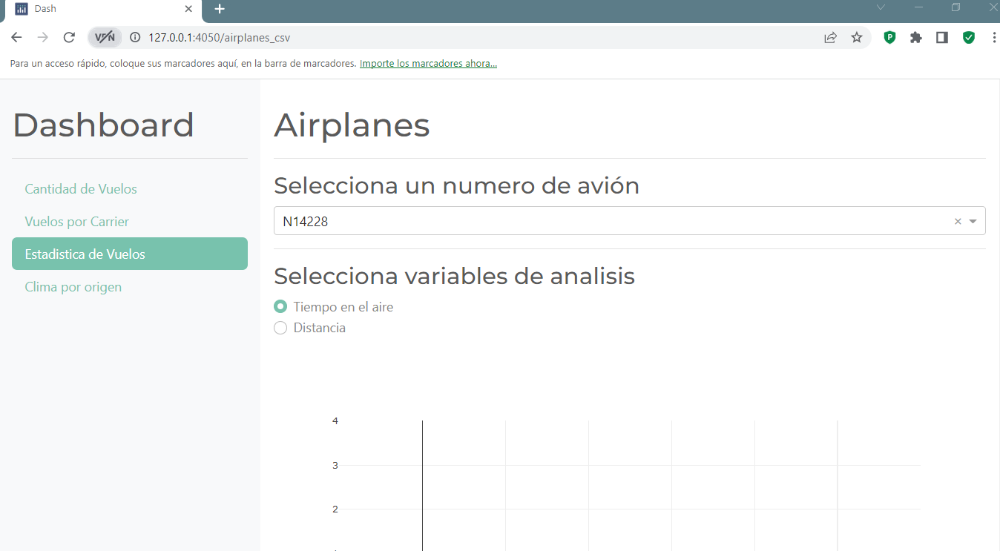 Dash
VPN
127.0.0.1:4050/airplanes_csv
Para un acceso rápido, coloque sus marcadores aquí, en la barra de marcadores. Importe los marcadores ahora...
Dashboard
Cantidad de Vuelos
Vuelos por Carrier
Estadistica de Vuelos
Clima por origen
Airplanes
Selecciona un numero de avión
N14228
Selecciona variables de analisis
Tiempo en el aire
Distancia
4
3
2